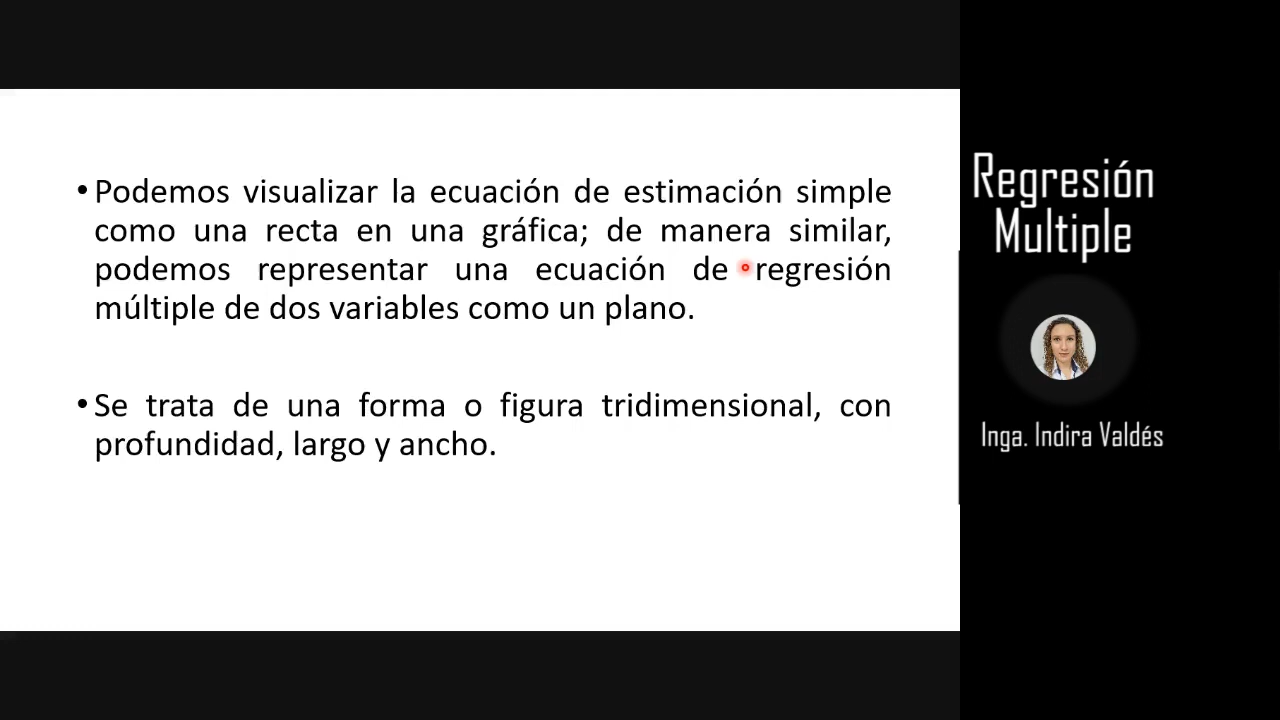 •Podemos visualizar la ecuación de estimación simple
como una recta en una gráfica; de manera similar,
podemos representar una ecuación de regresión
múltiple de dos variables como un plano.
•Se trata de una forma o figura tridimensional, con
profundidad, largo y ancho.
Regresión
Multiple
Inga. Indira Valdés